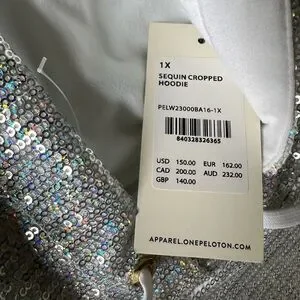 1X
SEQUIN CROPPED
HOODIE
PELW23000BA16-1X
840328326365
USD 150.00 EUR 162.00
CAD 200.00 AUD 232.00
GBP 140.00
APPAREL.ONEPELOTON.COM